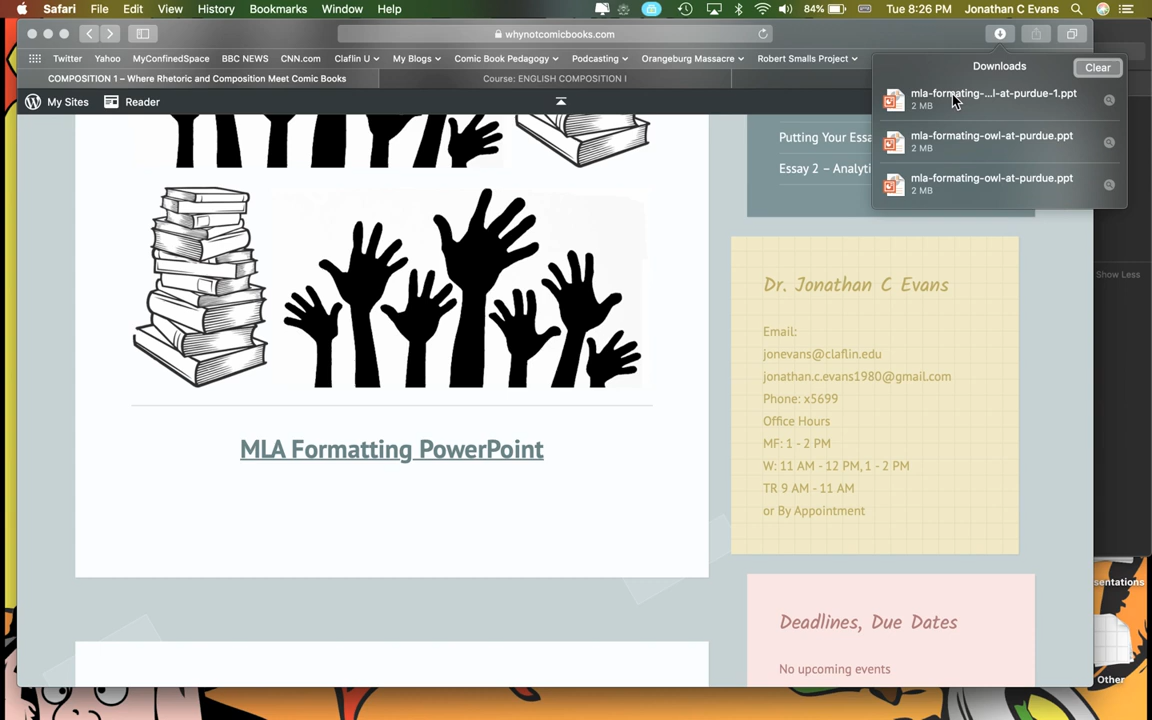 Safari File Edit View History Bookmarks Window Help 84% Tue 8:26 PM Jonathan C Evans
whynotcomicbooks.com
Twitter Yahoo MyConfinedSpace BBC NEWS CNN.com Claflin U My Blogs Comic Book Pedagogy Podcasting Orangeburg Massacre Robert Smalls Project
COMPOSITION 1 – Where Rhetoric and Composition Meet Comic Books Course: ENGLISH COMPOSITION I
My Sites Reader
Downloads Clear
mla-formating-...l-at-purdue-1.ppt
2 MB
mla-formating-owl-at-purdue.ppt
2 MB
mla-formating-owl-at-purdue.ppt
2 MB
Putting Your Essa
Essay 2 – Analyti
Show Less
Dr. Jonathan C Evans
Email:
jonevans@claflin.edu
jonathan.c.evans1980@gmail.com
Phone: x5699
Office Hours
MF: 1 - 2 PM
W: 11 AM - 12 PM, 1 - 2 PM
TR 9 AM - 11 AM
or By Appointment
MLA Formatting PowerPoint
Deadlines, Due Dates
No upcoming events
sentations
Other